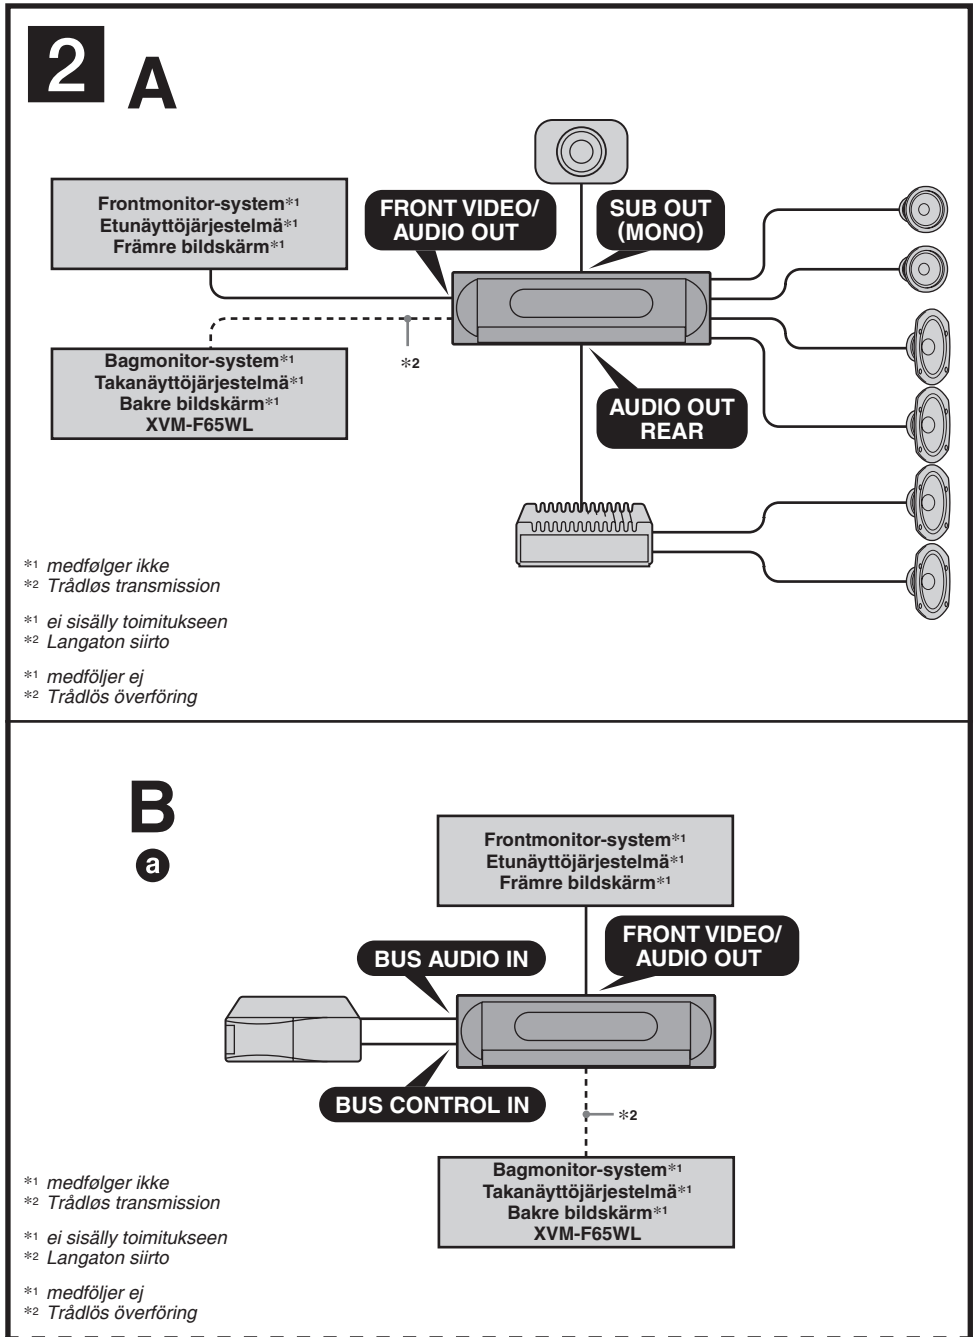 2 A
Frontmonitor-system*1
Etunäyttöjärjestelmä*1
Främre bildskärm*1
FRONT VIDEO/
AUDIO OUT
SUB OUT
(MONO)
*2
Bagmonitor-system*1
Takanäyttöjärjestelmä*1
Bakre bildskärm*1
XVM-F65WL
AUDIO OUT
REAR
*1 medfølger ikke
*2 Trådløs transmission
*1 ei sisälly toimitukseen
*2 Langaton siirto
*1 medföljer ej
*2 Trådlös överföring
B
a
Frontmonitor-system*1
Etunäyttöjärjestelmä*1
Främre bildskärm*1
FRONT VIDEO/
AUDIO OUT
BUS AUDIO IN
BUS CONTROL IN
*2
Bagmonitor-system*1
Takanäyttöjärjestelmä*1
Bakre bildskärm*1
XVM-F65WL
*1 medfølger ikke
*2 Trådløs transmission
*1 ei sisälly toimitukseen
*2 Langaton siirto
*1 medföljer ej
*2 Trådlös överföring